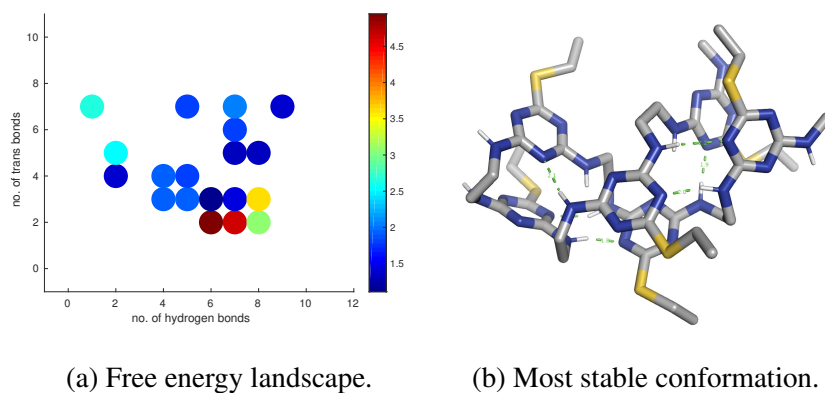 10
8
6
4
2
0
no. of trans bonds
0 2 4 6 8 10 12
no. of hydrogen bonds
4.5
4
3.5
3
2.5
2
1.5
(a) Free energy landscape.
(b) Most stable conformation.